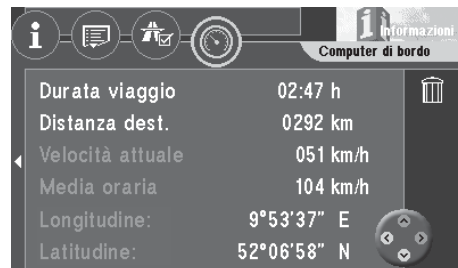 i
Informazioni
Computer di bordo
Durata viaggio 02:47 h
Distanza dest. 0292 km
Velocità attuale 051 km/h
Media oraria 104 km/h
Longitudine: 9°53'37" E
Latitudine: 52°06'58" N